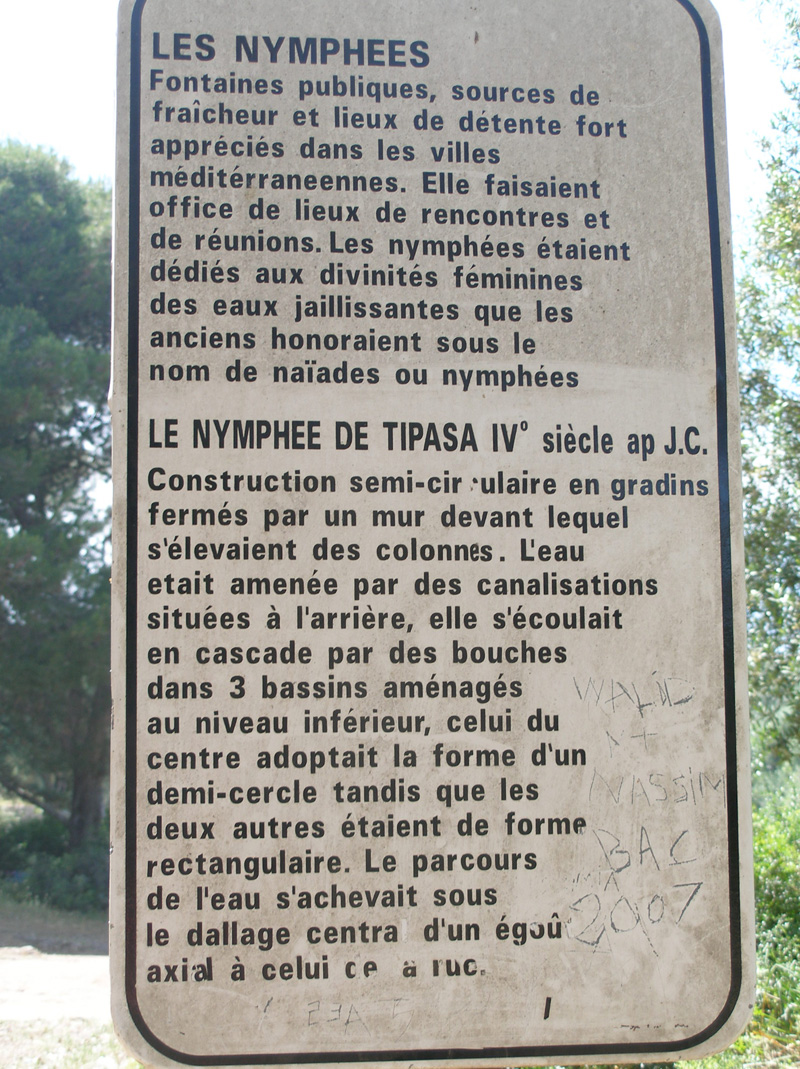 LES NYMPHEES
Fontaines publiques, sources de
fraîcheur et lieux de détente fort
appréciés dans les villes
méditérraneennes. Elle faisaient
office de lieux de rencontres et
de réunions. Les nymphées étaient
dédiés aux divinités féminines
des eaux jaillissantes que les
anciens honoraient sous le
nom de naïades ou nymphées
LE NYMPHEE DE TIPASA IV° siècle ap J.C.
Construction semi-circulaire en gradins
fermés par un mur devant lequel
s'élevaient des colonnes. L'eau
etait amenée par des canalisations
situées à l'arrière, elle s'écoulait
en cascade par des bouches
dans 3 bassins aménagés
au niveau inférieur, celui du
centre adoptait la forme d'un
demi-cercle tandis que les
deux autres étaient de forme
rectangulaire. Le parcours
de l'eau s'achevait sous
le dallage centra d'un égoû
axial à celui de a rue.
WALID
WASSIM
BAC
2007